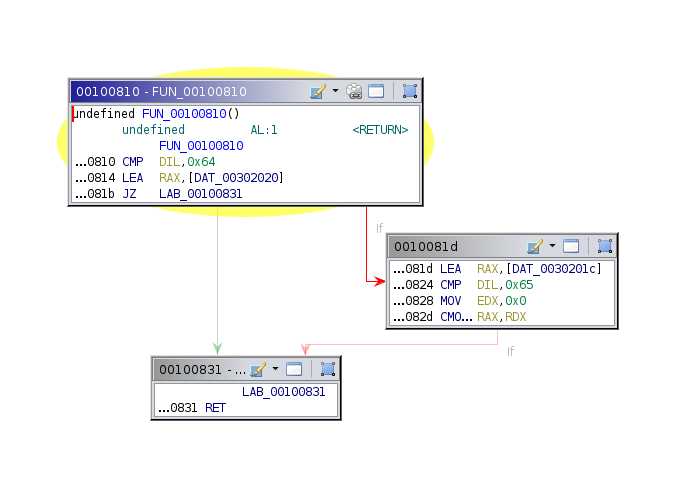 00100810 - FUN_00100810
undefined FUN_00100810()
undefined AL:1 <RETURN>
FUN_00100810
...0810 CMP DIL,0x64
...0814 LEA RAX,[DAT_00302020]
...081b JZ LAB_00100831
If
0010081d
...081d LEA RAX,[DAT_0030201c]
...0824 CMP DIL,0x65
...0828 MOV EDX,0x0
...082d CMO... RAX,RDX
If
00100831 - ...
LAB_00100831
...0831 RET